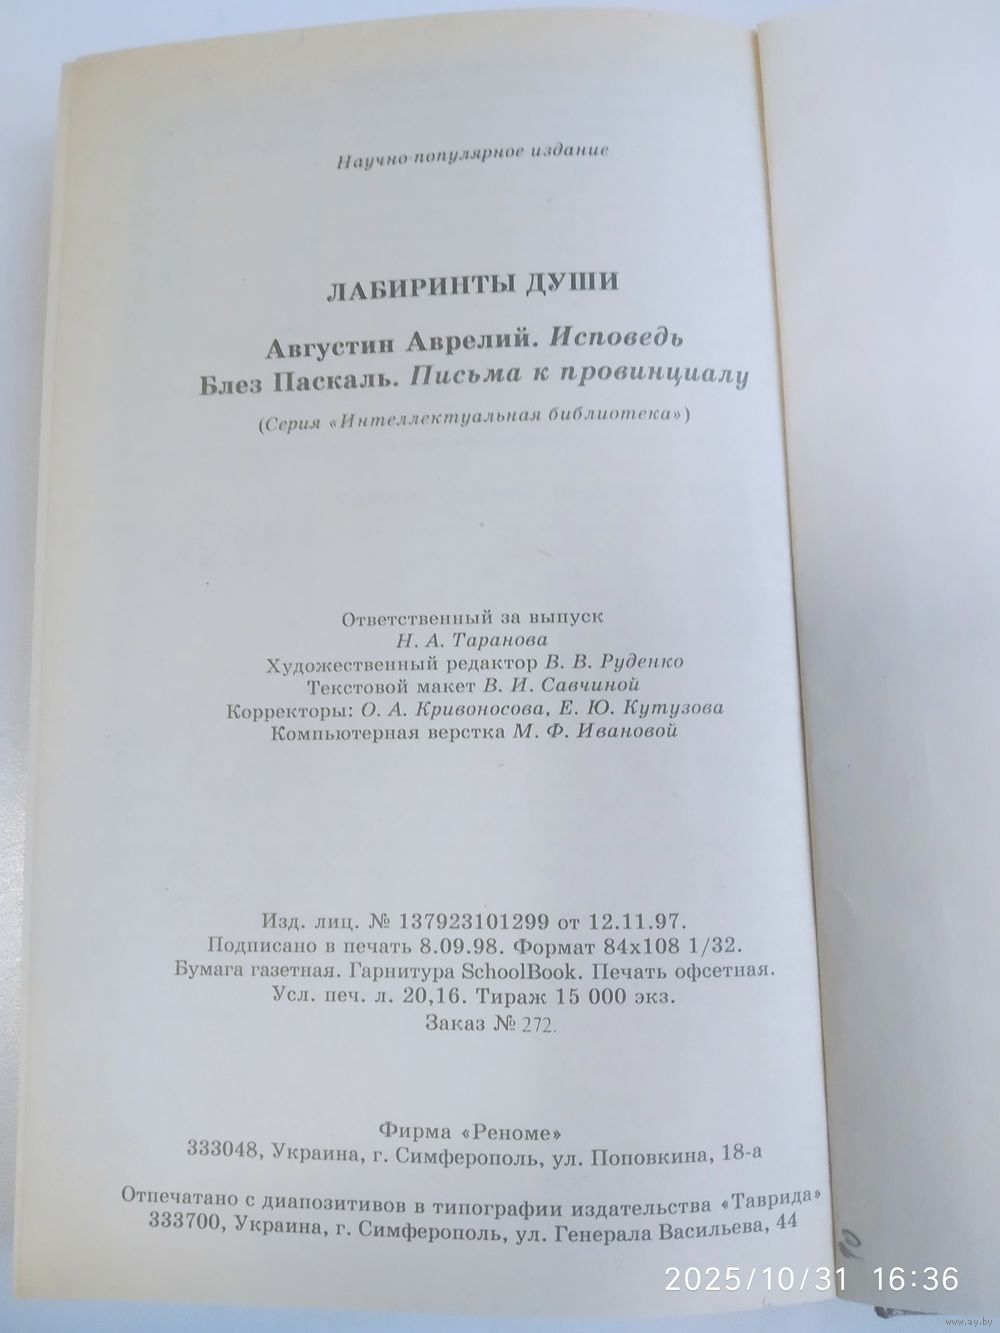 Научно-популярное издание
ЛАБИРИНТЫ ДУШИ
Августин Аврелий. Исповедь
Блез Паскаль. Письма к провинциалу
(Серия «Интеллектуальная библиотека»)
Ответственный за выпуск
Н. А. Таранова
Художественный редактор В. В. Руденко
Текстовой макет В. И. Савчиной
Корректоры: О. А. Кривоносова, Е. Ю. Кутузова
Компьютерная верстка М. Ф. Ивановой
Изд. лиц. № 137923101299 от 12.11.97.
Подписано в печать 8.09.98. Формат 84х108 1/32.
Бумага газетная. Гарнитура SchoolBook. Печать офсетная.
Усл. печ. л. 20,16. Тираж 15 000 экз.
Заказ № 272.
Фирма «Реноме»
333048, Украина, г. Симферополь, ул. Поповкина, 18-а
Отпечатано с диапозитивов в типографии издательства «Таврида»
333700, Украина, г. Симферополь, ул. Генерала Васильева, 44
2025/10/31 16:36
www.ay.by